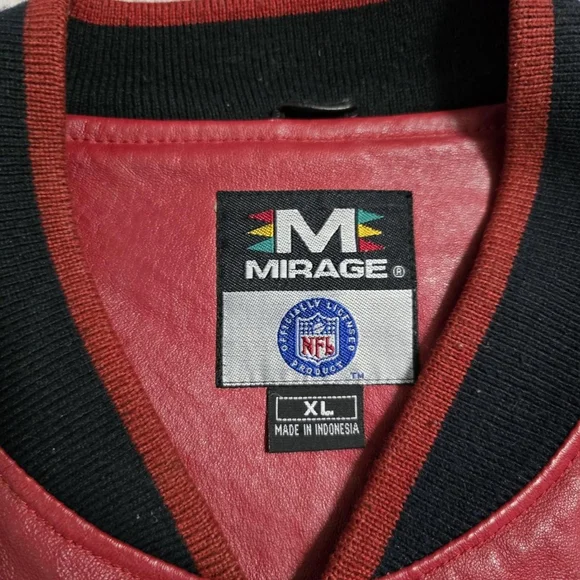 M
MIRAGE®
OFFICIALLY LICENSED
NFL
PRODUCT
TM
XL
MADE IN INDONESIA